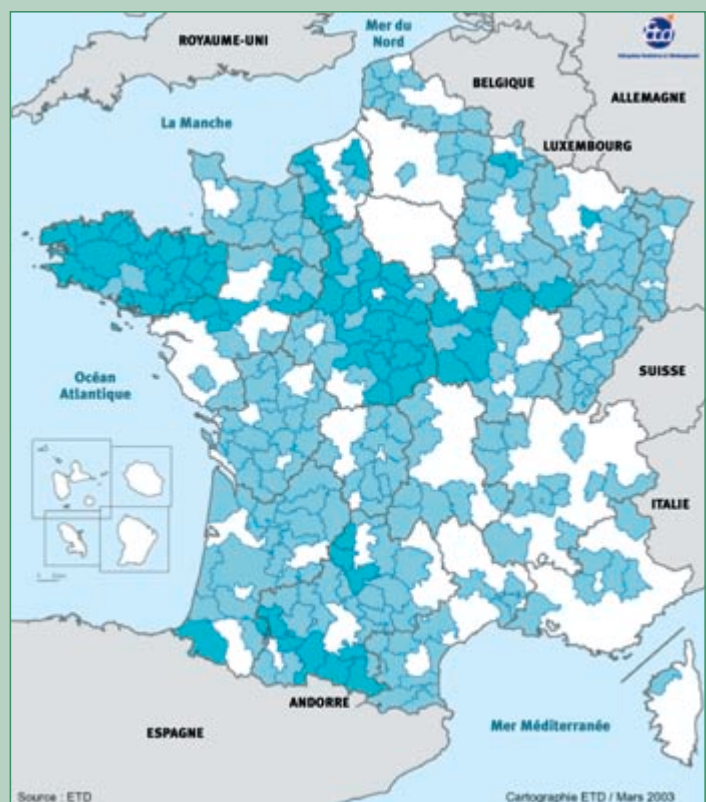 Mer du
Nord
ROYAUME-UNI
BELGIQUE
ALLEMAGNE
La Manche
LUXEMBOURG
SUISSE
Océan
Atlantique
ITALIE
ANDORRE
ESPAGNE
Mer Méditerranée
Source : ETD
Cartographie ETD / Mars 2003